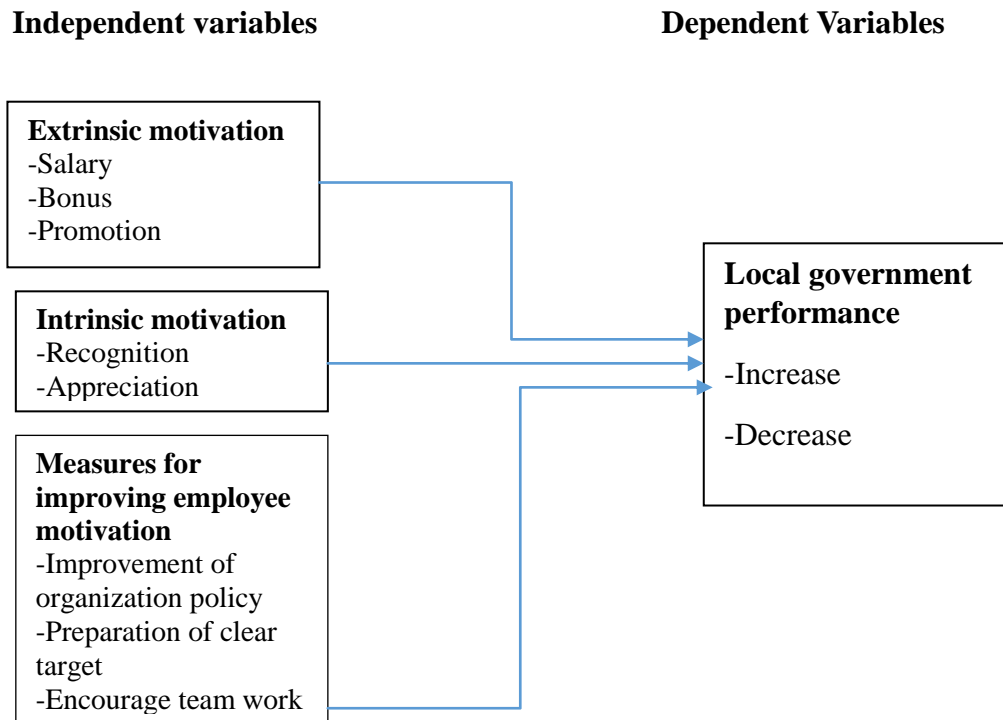 Independent variables
Dependent Variables
Extrinsic motivation
-Salary
-Bonus
-Promotion
Intrinsic motivation
-Recognition
-Appreciation
Measures for
improving employee
motivation
-Improvement of
organization policy
-Preparation of clear
target
-Encourage team work
Local government
performance
-Increase
-Decrease